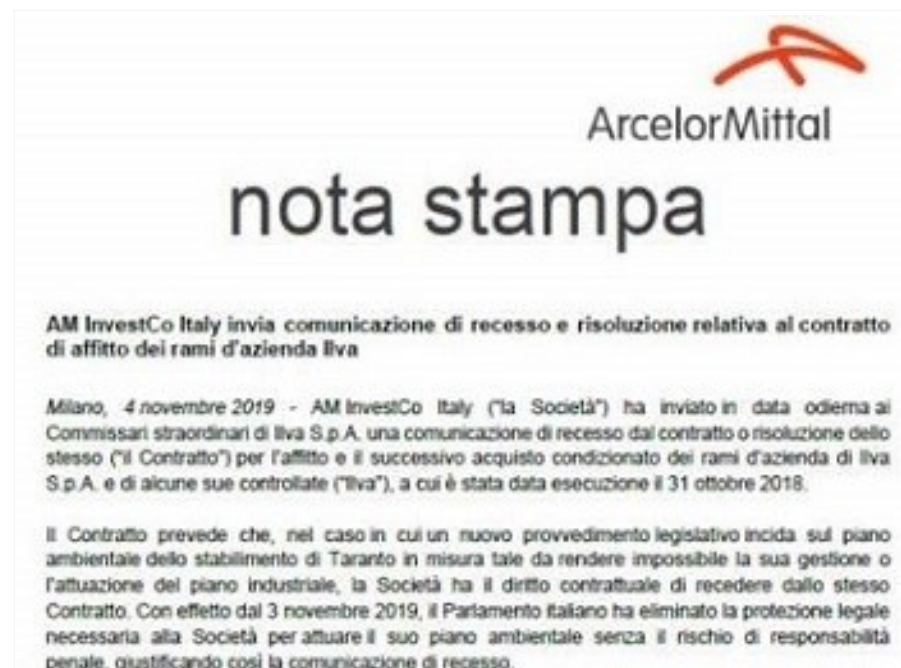 ArcelorMittal
nota stampa
AM InvestCo Italy invia comunicazione di recesso e risoluzione relativa al contratto
di affitto dei rami d'azienda Ilva
Milano, 4 novembre 2019 - AM InvestCo Italy ("la Società") ha inviato in data odierna ai
Commissari straordinari di Ilva S.p.A. una comunicazione di recesso dal contratto o risoluzione dello
stesso ("il Contratto") per l'affitto e il successivo acquisto condizionato dei rami d'azienda di Ilva
S.p.A. e di alcune sue controllate ("Ilva"), a cui è stata data esecuzione il 31 ottobre 2018.
Il Contratto prevede che, nel caso in cui un nuovo provvedimento legislativo incida sul piano
ambientale dello stabilimento di Taranto in misura tale da rendere impossibile la sua gestione o
l'attuazione del piano industriale, la Società ha il diritto contrattuale di recedere dallo stesso
Contratto. Con effetto dal 3 novembre 2019, il Parlamento italiano ha eliminato la protezione legale
necessaria alla Società per attuare il suo piano ambientale senza il rischio di responsabilità
penale, giustificando così la comunicazione di recesso.